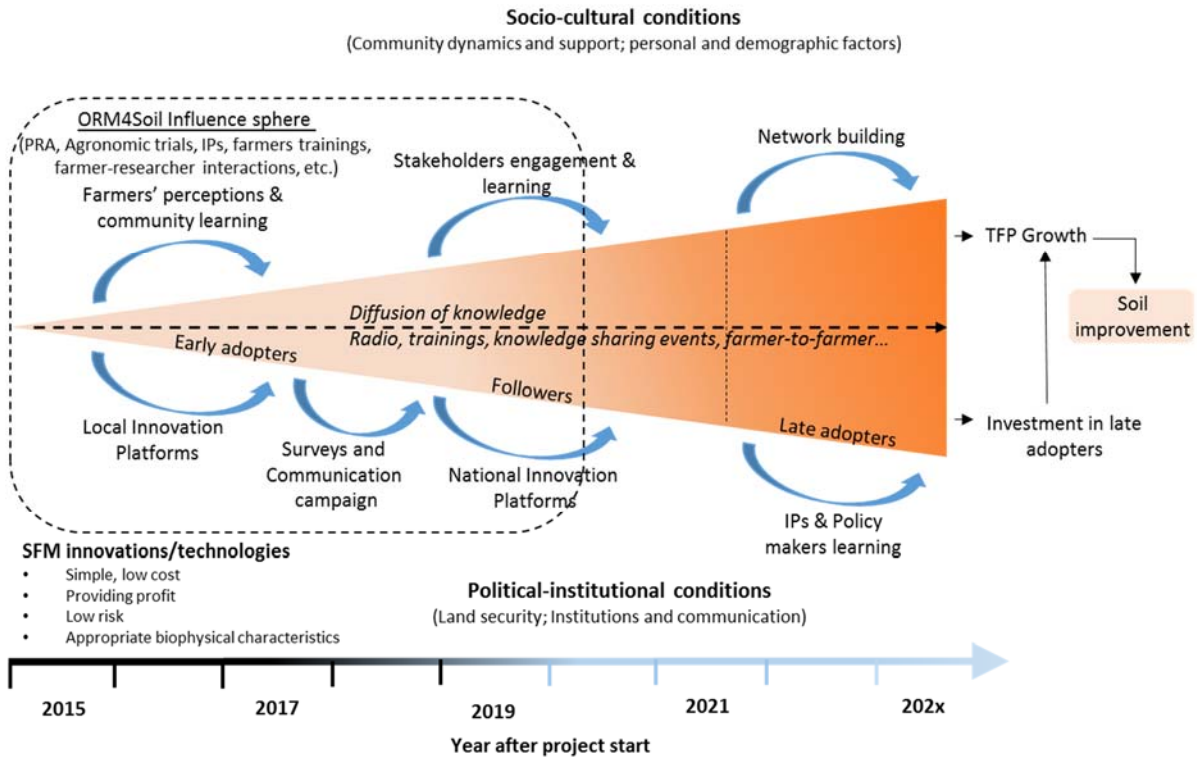 Socio-cultural conditions
(Community dynamics and support; personal and demographic factors)
ORM4Soil Influence sphere
(PRA, Agronomic trials, IPs, farmers trainings,
farmer-researcher interactions, etc.)
Farmers' perceptions &
community learning
Stakeholders engagement &
learning
Network building
TFP Growth
Soil
improvement
Diffusion of knowledge
Radio, trainings, knowledge sharing events, farmer-to-farmer...
Early adopters
Followers
Late adopters
Investment in late
adopters
Local Innovation
Platforms
Surveys and
Communication
campaign
National Innovation
Platforms
IPs & Policy
makers learning
SFM innovations/technologies
• Simple, low cost
• Providing profit
• Low risk
• Appropriate biophysical characteristics
Political-institutional conditions
(Land security; Institutions and communication)
2015
2017
2019
2021
202x
Year after project start